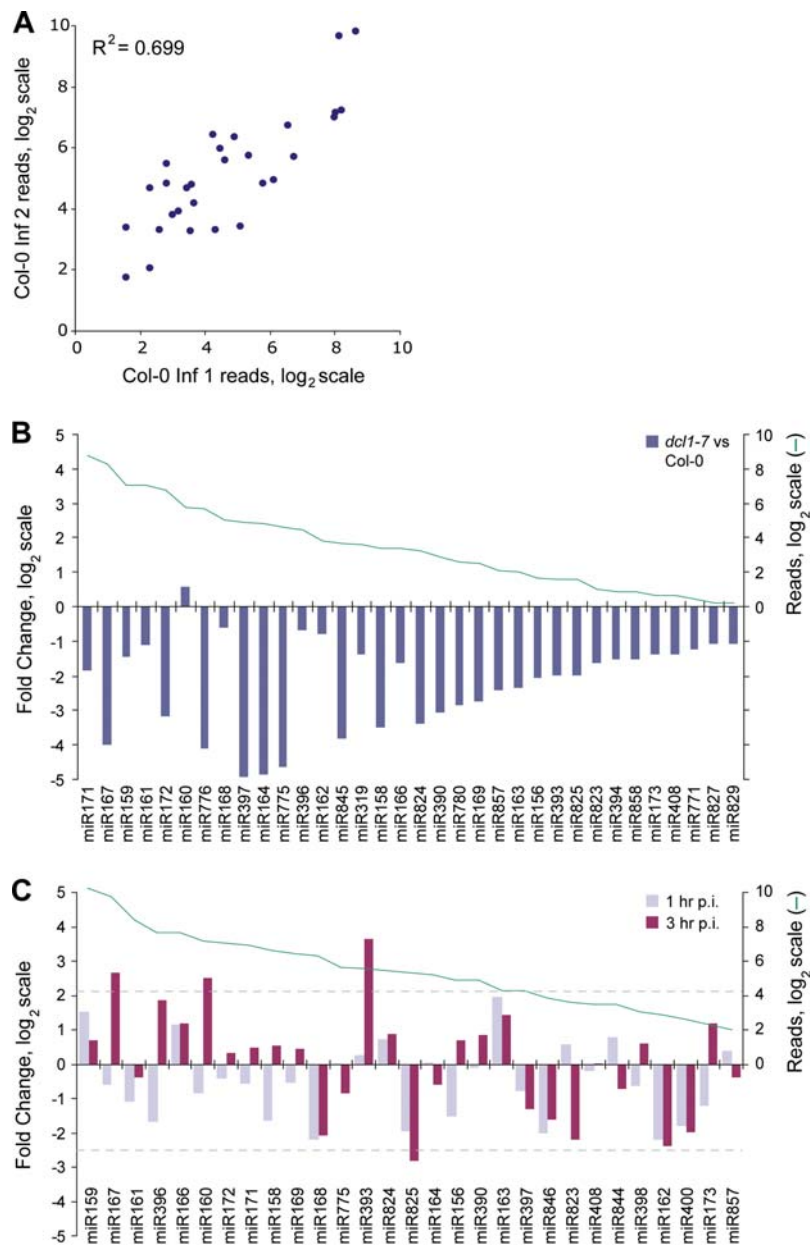 A
R² = 0.699
Col-0 Inf 2 reads, log₂ scale
10
8
6
4
2
0
0 2 4 6 8 10
Col-0 Inf 1 reads, log₂ scale
B
Fold Change, log₂ scale
5
4
3
2
1
0
-1
-2
-3
-4
-5
dcl1-7 vs
Col-0
10
8
6
4
2
0
Reads, log₂ scale (–)
miR171 miR167 miR159 miR161 miR172 miR160 miR776 miR168 miR397 miR164 miR775 miR396 miR162 miR845 miR319 miR158 miR166 miR824 miR390 miR780 miR169 miR857 miR163 miR156 miR393 miR825 miR823 miR394 miR858 miR173 miR408 miR771 miR827 miR829
C
Fold Change, log₂ scale
5
4
3
2
1
0
-1
-2
-3
-4
-5
1 hr p.i.
3 hr p.i.
10
8
6
4
2
0
Reads, log₂ scale (–)
miR159 miR167 miR161 miR396 miR166 miR160 miR172 miR171 miR158 miR169 miR168 miR775 miR393 miR824 miR825 miR164 miR156 miR390 miR163 miR397 miR846 miR823 miR408 miR844 miR398 miR162 miR400 miR173 miR857